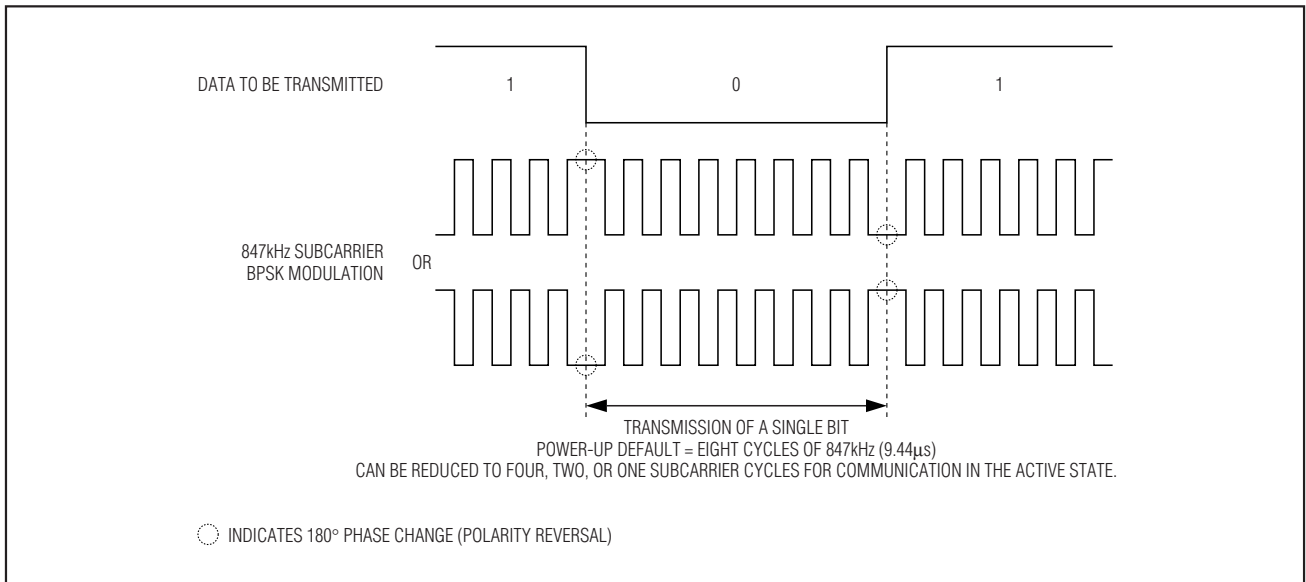 DATA TO BE TRANSMITTED
1
0
1
847kHz SUBCARRIER
BPSK MODULATION
OR
TRANSMISSION OF A SINGLE BIT
POWER-UP DEFAULT = EIGHT CYCLES OF 847kHz (9.44μs)
CAN BE REDUCED TO FOUR, TWO, OR ONE SUBCARRIER CYCLES FOR COMMUNICATION IN THE ACTIVE STATE.
INDICATES 180° PHASE CHANGE (POLARITY REVERSAL)